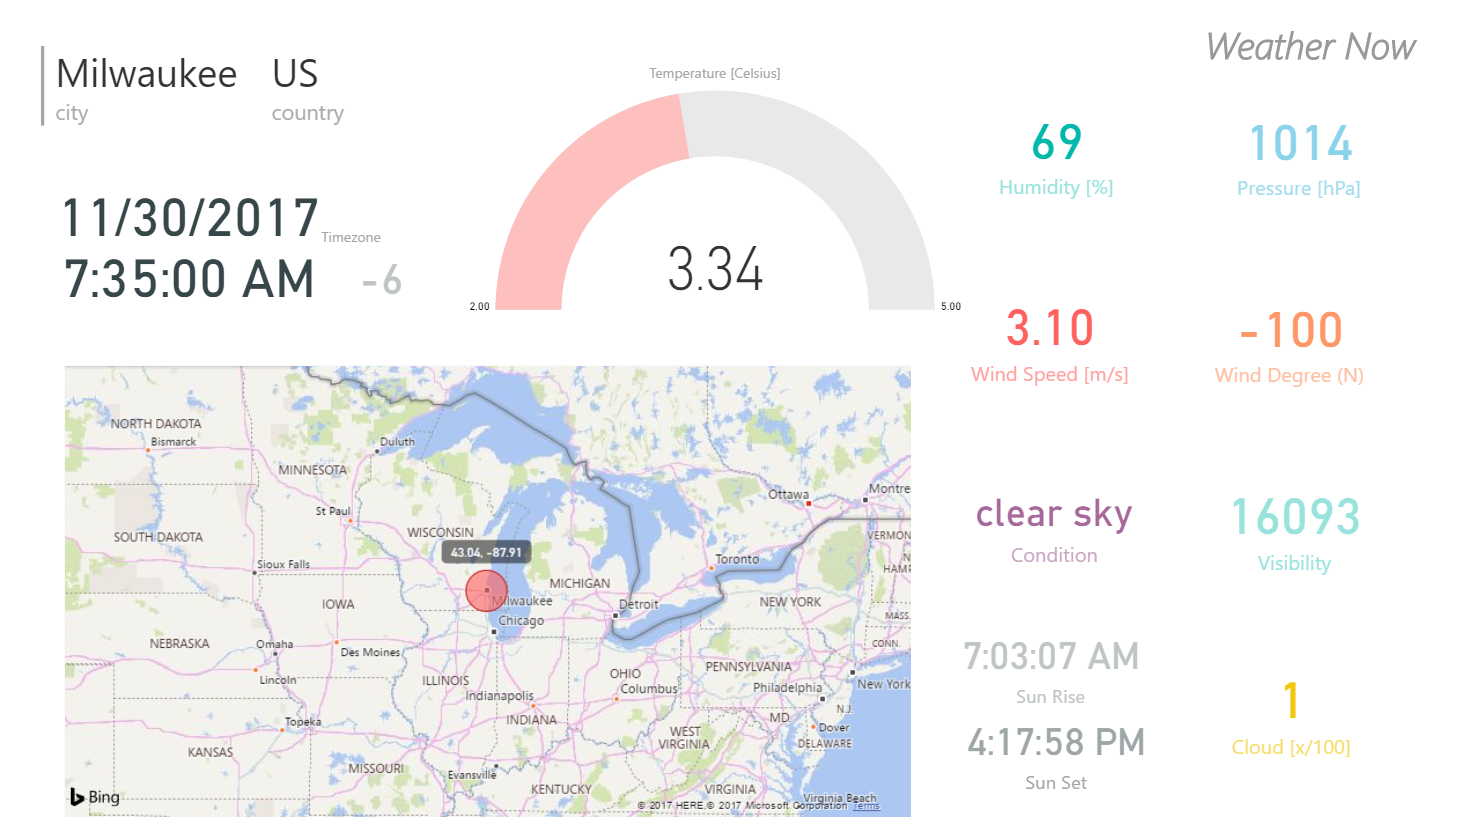 Weather Now
Milwaukee US
city country
11/30/2017
Timezone
7:35:00 AM -6
Temperature [Celsius]
3.34
2.00 5.00
69 1014
Humidity [%] Pressure [hPa]
3.10 -100
Wind Speed [m/s] Wind Degree (N)
clear sky 16093
Condition Visibility
7:03:07 AM
Sun Rise
1
4:17:58 PM
Cloud [x/100]
Sun Set
NORTH DAKOTA
Bismarck
Duluth
MINNESOTA
Ottawa
Montre
St Paul
WISCONSIN
SOUTH DAKOTA
VERMON
43.04, -87.91
Toronto
Sioux Falls
HAMP
MICHIGAN
IOWA
Milwaukee
Detroit
NEW YORK
MASS.
Chicago
NEBRASKA
Omaha
CONN.
Des Moines
PENNSYLVANIA
OHIO
Lincoln
ILLINOIS
Columbus
Philadelphia
New York
Indianapolis
N.J.
Topeka
INDIANA
MD.
Dover
WEST
VIRGINIA
DELAWARE
KANSAS
MISSOURI
Evansville
KENTUCKY
VIRGINIA
Virginia Beach
Bing
© 2017 HERE,© 2017 Microsoft Corporation Terms